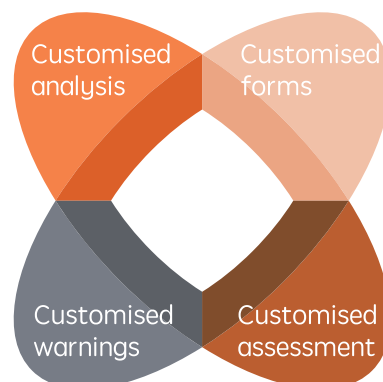 Customised
analysis
Customised
forms
Customised
warnings
Customised
assessment